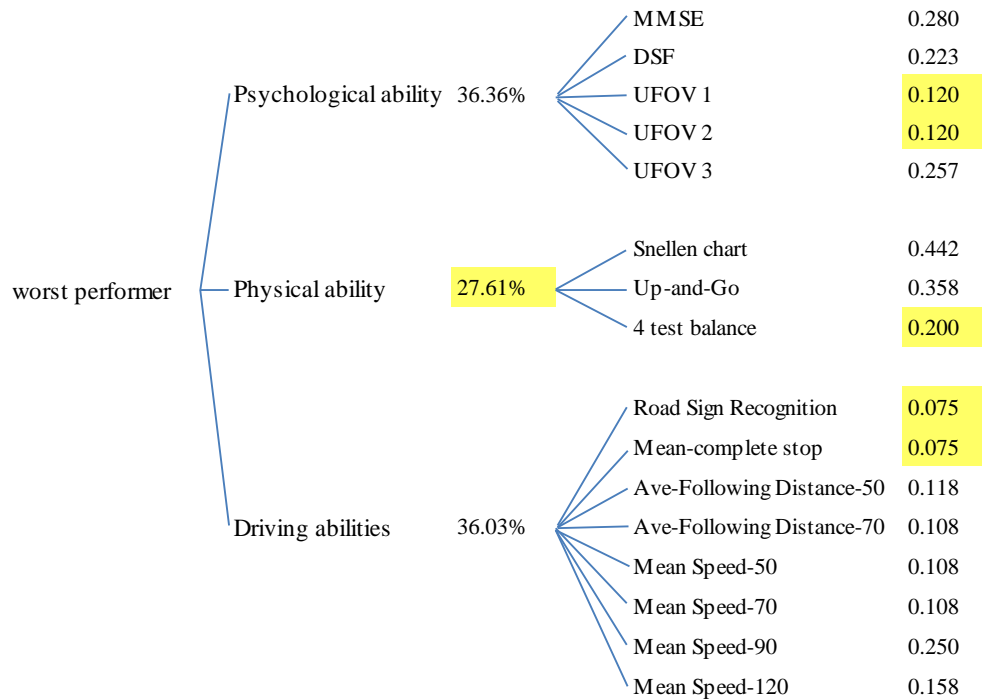 MMSE 0.280
DSF 0.223
Psychological ability 36.36% UFOV 1 0.120
UFOV 2 0.120
UFOV 3 0.257
Snellen chart 0.442
worst performer Physical ability 27.61% Up-and-Go 0.358
4 test balance 0.200
Road Sign Recognition 0.075
Mean-complete stop 0.075
Ave-Following Distance-50 0.118
Driving abilities 36.03% Ave-Following Distance-70 0.108
Mean Speed-50 0.108
Mean Speed-70 0.108
Mean Speed-90 0.250
Mean Speed-120 0.158